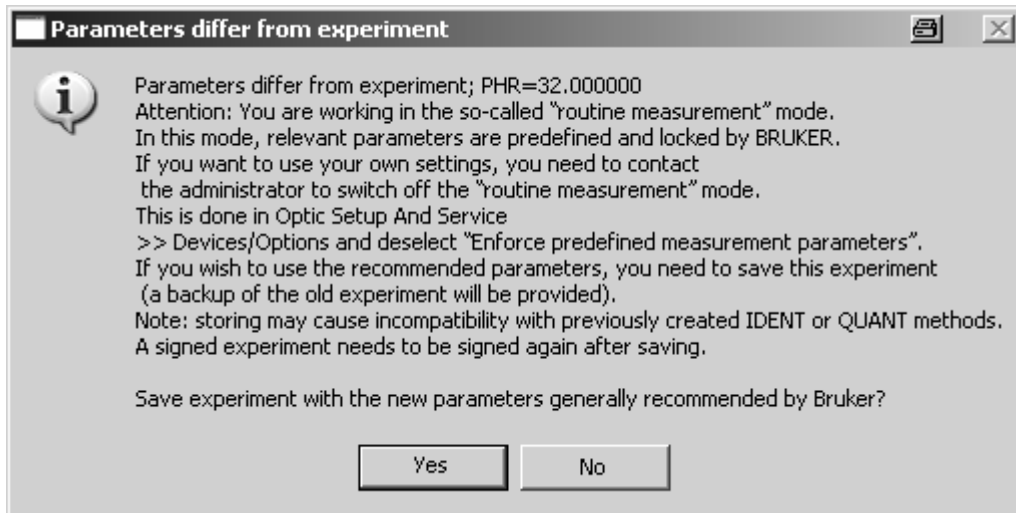 Parameters differ from experiment
Parameters differ from experiment; PHR=32.000000
Attention: You are working in the so-called "routine measurement" mode.
In this mode, relevant parameters are predefined and locked by BRUKER.
If you want to use your own settings, you need to contact
the administrator to switch off the "routine measurement" mode.
This is done in Optic Setup And Service
>> Devices/Options and deselect "Enforce predefined measurement parameters".
If you wish to use the recommended parameters, you need to save this experiment
(a backup of the old experiment will be provided).
Note: storing may cause incompatibility with previously created IDENT or QUANT methods.
A signed experiment needs to be signed again after saving.
Save experiment with the new parameters generally recommended by Bruker?
Yes
No